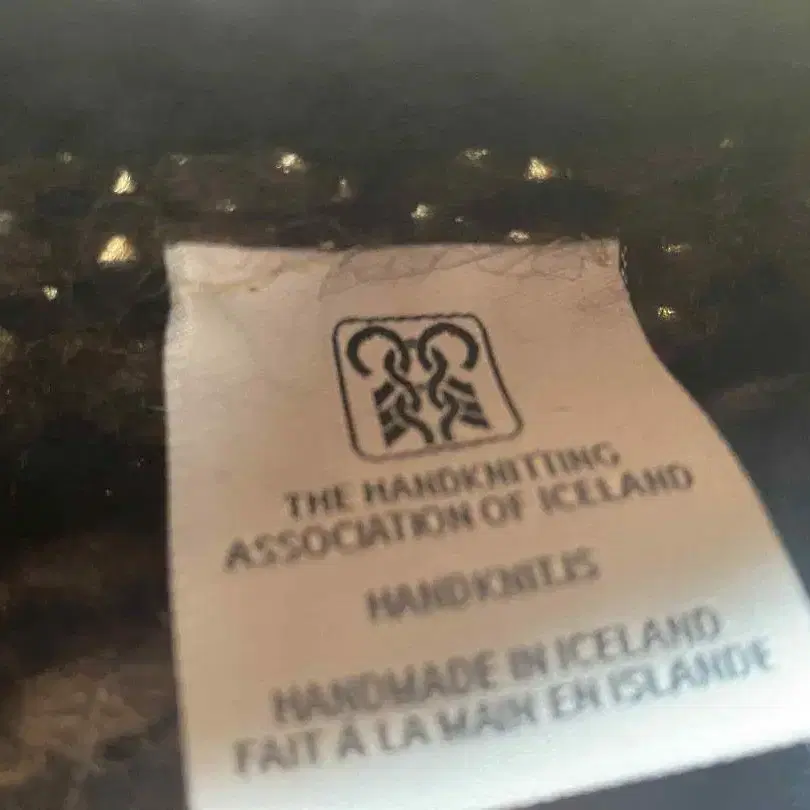 THE HANDKNITTING
ASSOCIATION OF ICELAND
HANDKNIT.IS
HANDMADE IN ICELAND
FAIT À LA MAIN EN ISLANDE